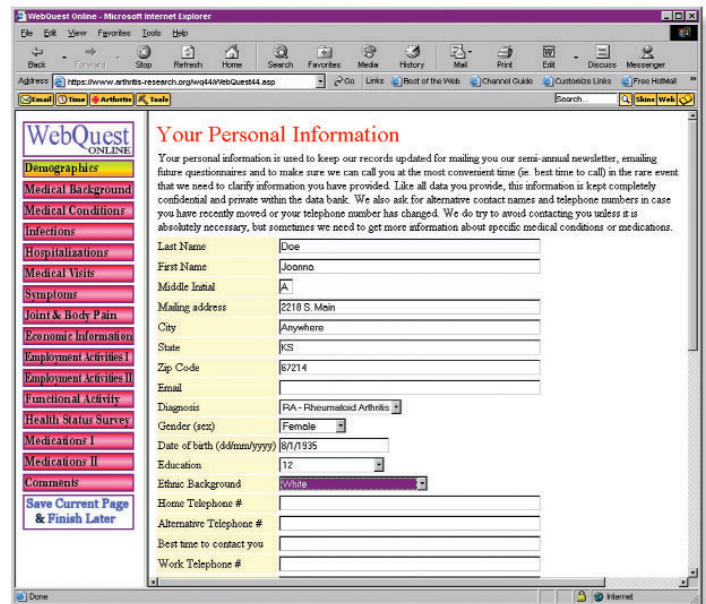 WebQuest Online - Microsoft Internet Explorer
File Edit View Favorites Tools Help
Back Forward Stop Refresh Home Search Favorites Media History Mail Print Edit Discuss Messenger
Address https://www.arthritis-research.org/wq44/WebQuest44.asp Go Links Best of the Web Channel Guide Customize Links Free HotMail »
Email Time Arthritis Tools Search... Shine Web
WebQuest
ONLINE
Demographics
Medical Background
Medical Conditions
Infections
Hospitalizations
Medical Visits
Symptoms
Joint & Body Pain
Economic Information
Employment Activities I
Employment Activities II
Functional Activity
Health Status Survey
Medications I
Medications II
Comments
Save Current Page
& Finish Later
Your Personal Information
Your personal information is used to keep our records updated for mailing you our semi-annual newsletter, emailing
future questionnaires and to make sure we can call you at the most convenient time (ie. best time to call) in the rare event
that we need to clarify information you have provided. Like all data you provide, this information is kept completely
confidential and private within the data bank. We also ask for alternative contact names and telephone numbers in case
you have recently moved or your telephone number has changed. We do try to avoid contacting you unless it is
absolutely necessary, but sometimes we need to get more information about specific medical conditions or medications.
Last Name Doe
First Name Joanna
Middle Initial A
Mailing address 2218 S. Main
City Anywhere
State KS
Zip Code 67214
Email
Diagnosis RA - Rheumatoid Arthritis
Gender (sex) Female
Date of birth (dd/mm/yyyy) 8/1/1935
Education 12
Ethnic Background White
Home Telephone #
Alternative Telephone #
Best time to contact you
Work Telephone #
Done Internet